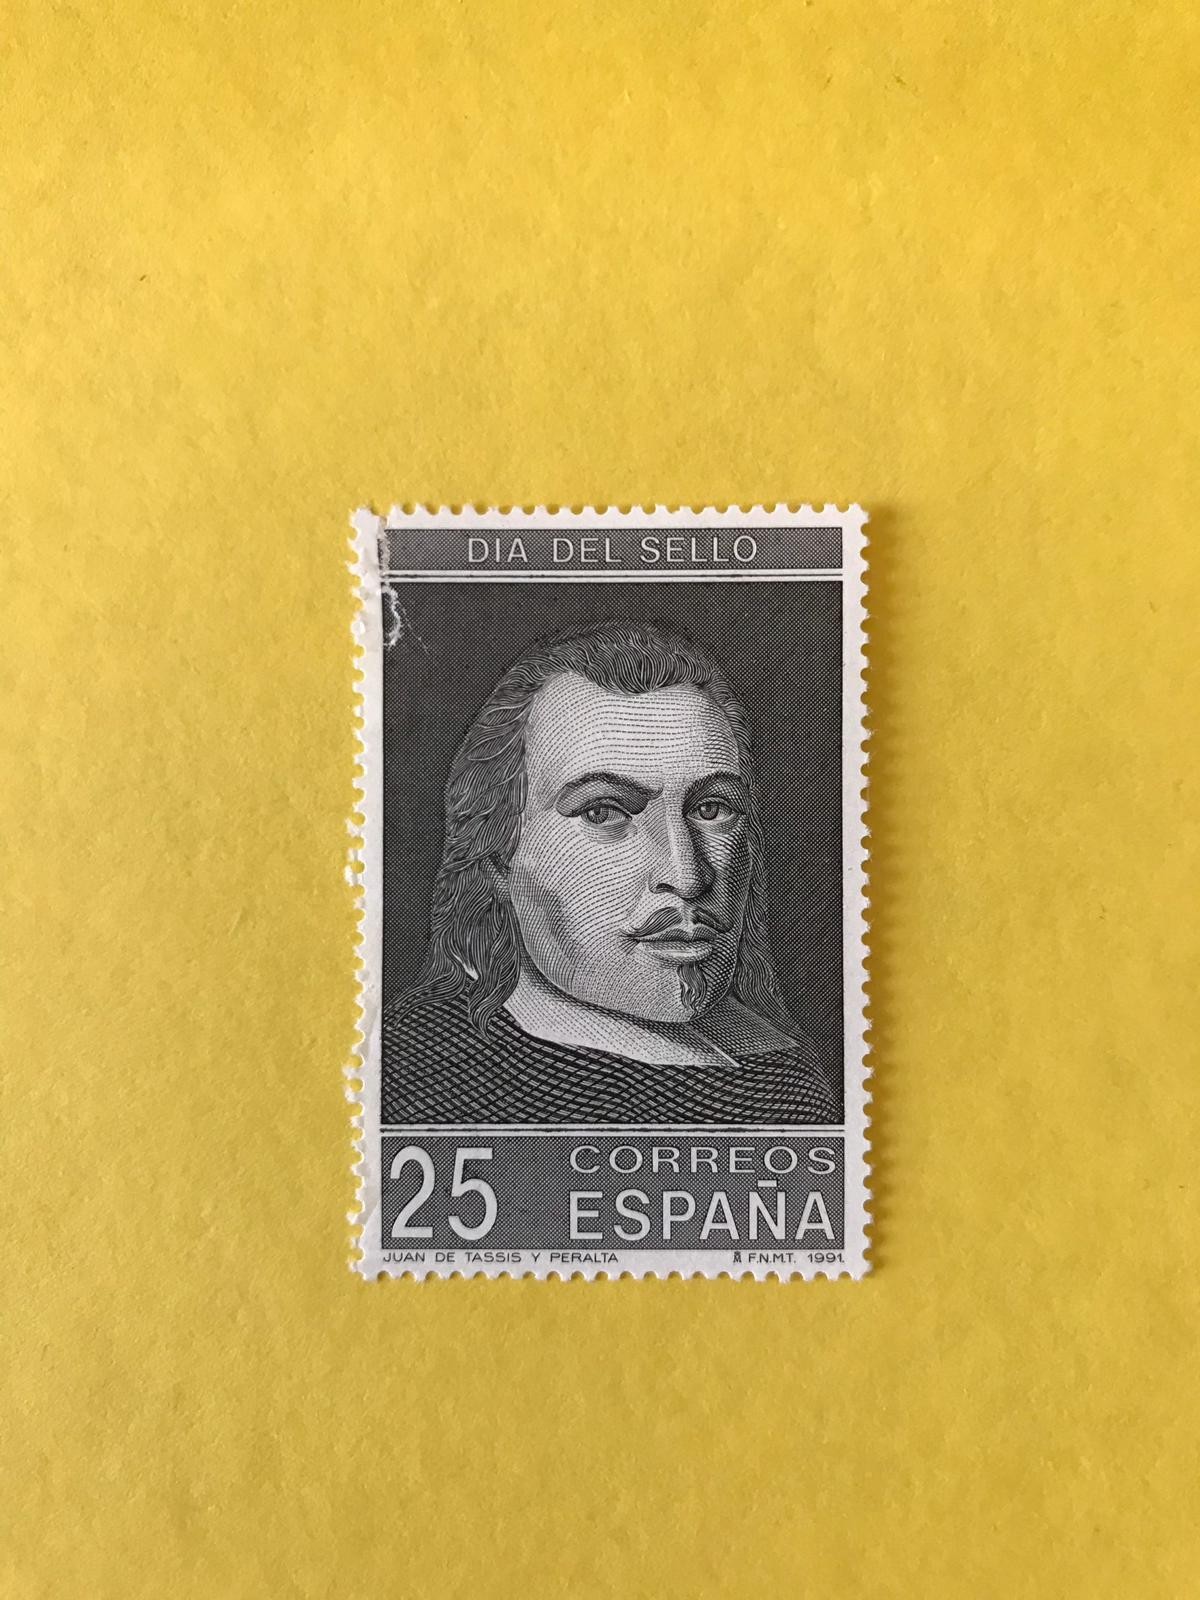 DIA DEL SELLO
25
CORREOS
ESPAÑA
JUAN DE TASSIS Y PERALTA
F.N.M.T. 1991.